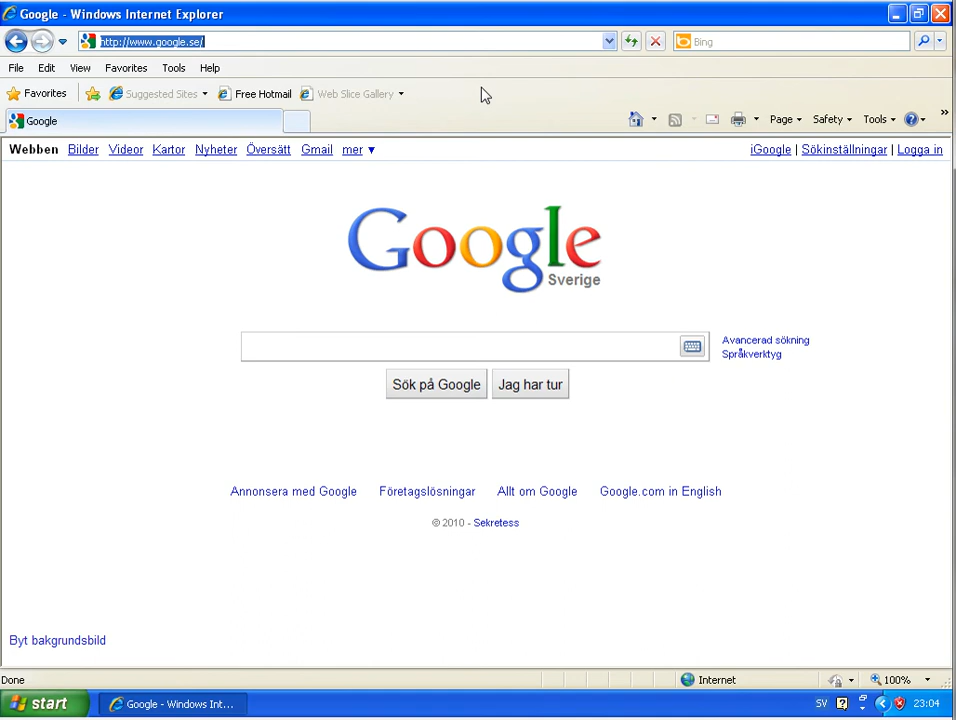 Google - Windows Internet Explorer
http://www.google.se/
Bing
File Edit View Favorites Tools Help
Favorites Suggested Sites Free Hotmail Web Slice Gallery
Google
Page Safety Tools »
Webben Bilder Videor Kartor Nyheter Översätt Gmail mer ▼
iGoogle | Sökinställningar | Logga in
Google
Sverige
Avancerad sökning
Språkverktyg
Sök på Google Jag har tur
Annonsera med Google Företagslösningar Allt om Google Google.com in English
© 2010 - Sekretess
Byt bakgrundsbild
Done Internet 100%
start Google - Windows Int... SV 23:04